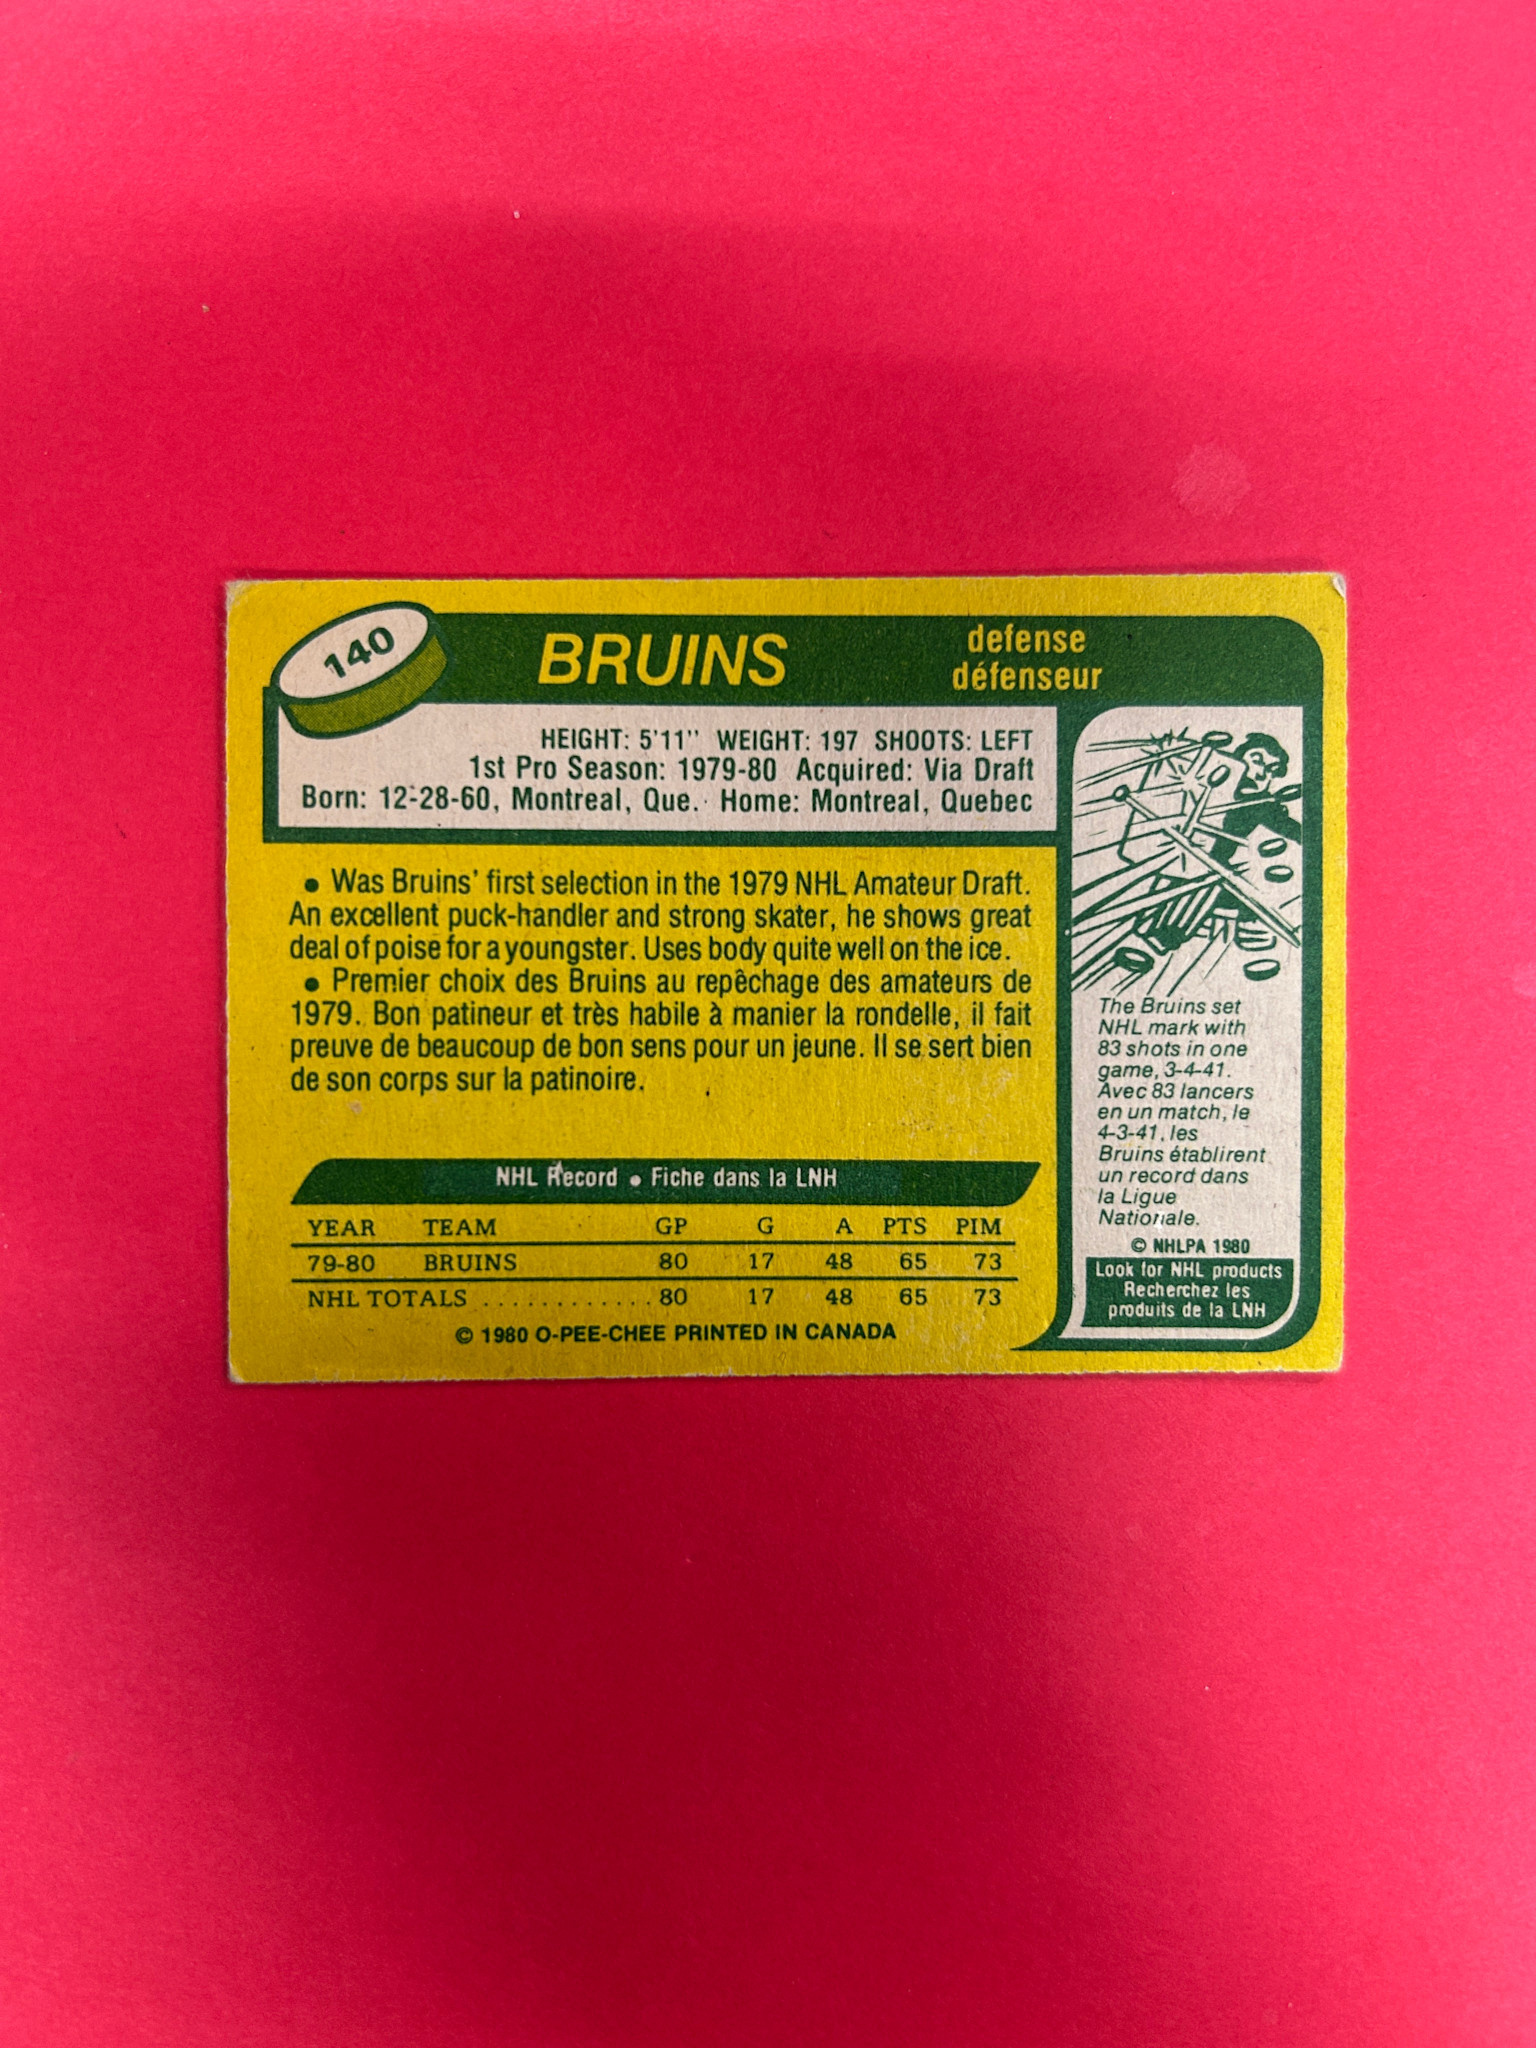 140
BRUINS
defense
défenseur
HEIGHT: 5'11" WEIGHT: 197 SHOOTS: LEFT
1st Pro Season: 1979-80 Acquired: Via Draft
Born: 12-28-60, Montreal, Que. Home: Montreal, Quebec
• Was Bruins' first selection in the 1979 NHL Amateur Draft.
An excellent puck-handler and strong skater, he shows great
deal of poise for a youngster. Uses body quite well on the ice.
• Premier choix des Bruins au repêchage des amateurs de
1979. Bon patineur et très habile à manier la rondelle, il fait
preuve de beaucoup de bon sens pour un jeune. Il se sert bien
de son corps sur la patinoire.
NHL Record • Fiche dans la LNH
YEAR TEAM GP G A PTS PIM
79-80 BRUINS 80 17 48 65 73
NHL TOTALS ............. 80 17 48 65 73
© 1980 O-PEE-CHEE PRINTED IN CANADA
The Bruins set
NHL mark with
83 shots in one
game, 3-4-41.
Avec 83 lancers
en un match, le
4-3-41, les
Bruins établirent
un record dans
la Ligue
Nationale.
© NHLPA 1980
Look for NHL products
Recherchez les
produits de la LNH